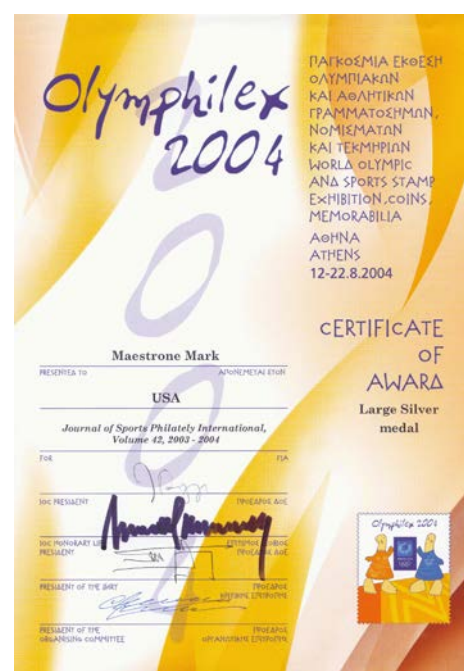 Olymphilex
2004
ΠΑΓΚΟΣΜΙΑ ΕΚΘΕΣΗ
ΟΛΥΜΠΙΑΚΩΝ
ΚΑΙ ΑΘΛΗΤΙΚΩΝ
ΓΡΑΜΜΑΤΟΣΗΜΩΝ,
ΝΟΜΙΣΜΑΤΩΝ
ΚΑΙ ΤΕΚΜΗΡΙΩΝ
WORLD OLYMPIC
AND SPORTS STAMP
EXHIBITION, COINS,
MEMORABILIA
ΑΘΗΝΑ
ATHENS
12-22.8.2004
CERTIFICATE
OF
AWARD
Large Silver
medal
Maestrone Mark
PRESENTED TO ΑΠΟΝΕΜΕΤΑΙ ΣΤΟΝ
USA
Journal of Sports Philately International,
Volume 42, 2003 - 2004
FOR ΓΙΑ
IOC PRESIDENT ΠΡΟΕΔΡΟΣ ΔΟΕ
IOC HONORARY LIFE
PRESIDENT ΠΡΟΕΔΡΟΣ ΔΟΕ
PRESIDENT OF THE JURY ΠΡΟΕΔΡΟΣ
ΚΡΙΤΙΚΗΣ ΕΠΙΤΡΟΠΗΣ
PRESIDENT OF THE ΠΡΟΕΔΡΟΣ
ORGANISING COMMITTEE ΟΡΓΑΝΩΤΙΚΗΣ ΕΠΙΤΡΟΠΗΣ
Olymphilex 2004